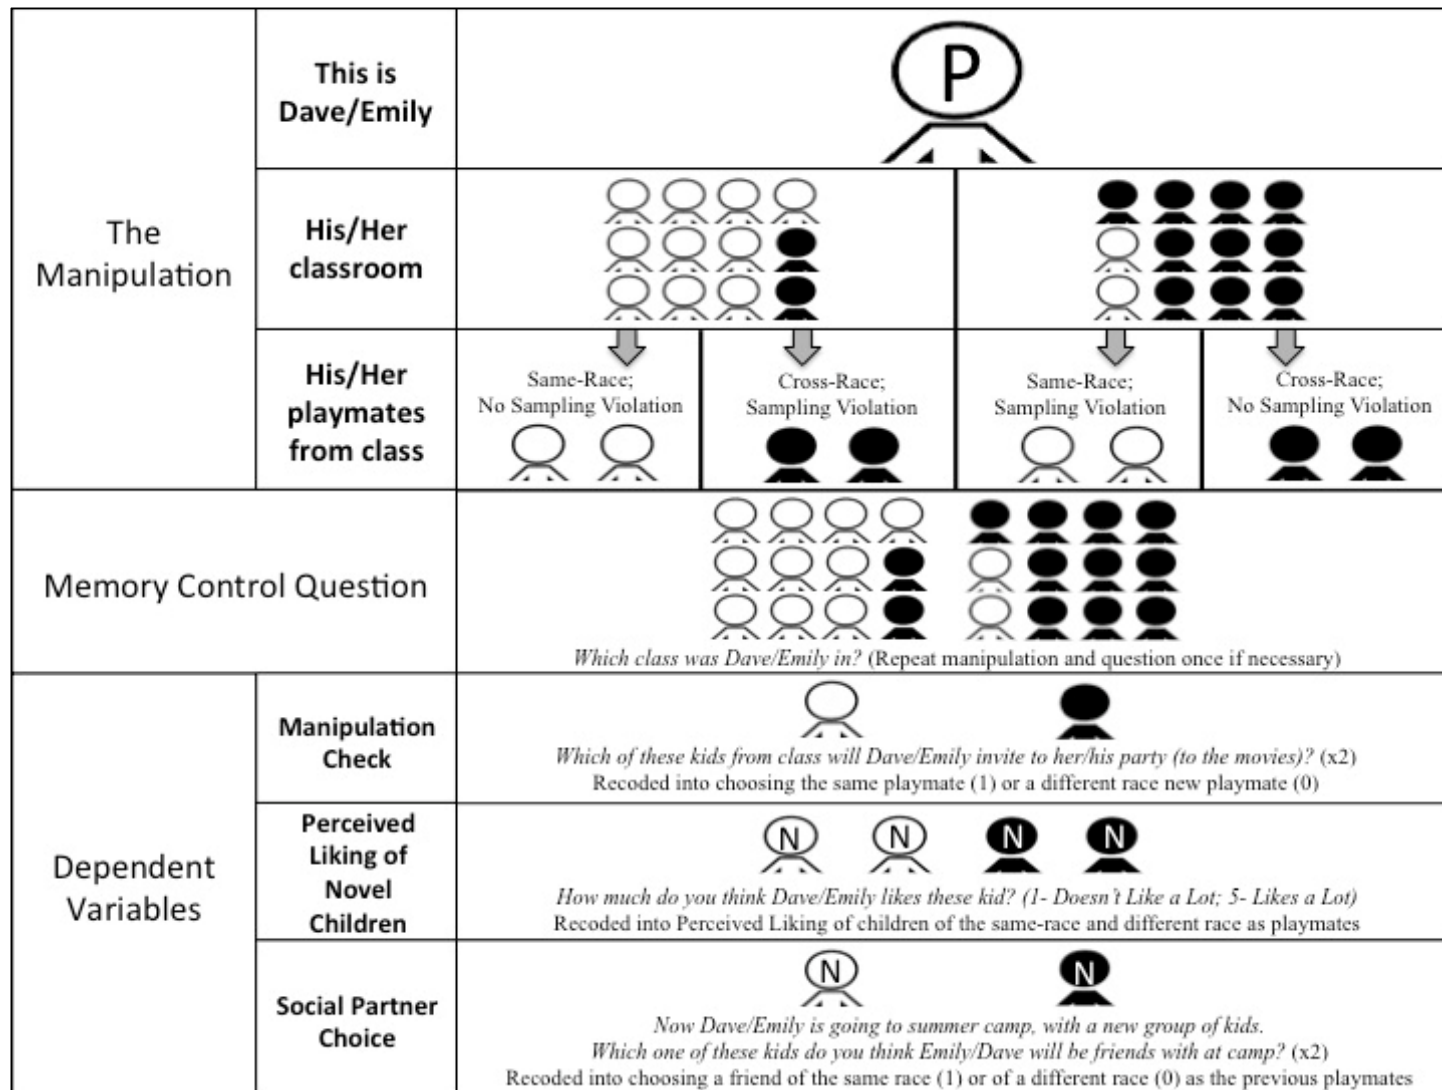 This is
Dave/Emily
P
The
Manipulation
His/Her
classroom
His/Her
playmates
from class
Same-Race;
No Sampling Violation
Cross-Race;
Sampling Violation
Same-Race;
Sampling Violation
Cross-Race;
No Sampling Violation
Memory Control Question
Which class was Dave/Emily in? (Repeat manipulation and question once if necessary)
Dependent
Variables
Manipulation
Check
Which of these kids from class will Dave/Emily invite to her/his party (to the movies)? (x2)
Recoded into choosing the same playmate (1) or a different race new playmate (0)
Perceived
Liking of
Novel
Children
N N N N
How much do you think Dave/Emily likes these kid? (1- Doesn't Like a Lot; 5- Likes a Lot)
Recoded into Perceived Liking of children of the same-race and different race as playmates
Social Partner
Choice
N N
Now Dave/Emily is going to summer camp, with a new group of kids.
Which one of these kids do you think Emily/Dave will be friends with at camp? (x2)
Recoded into choosing a friend of the same race (1) or of a different race (0) as the previous playmates